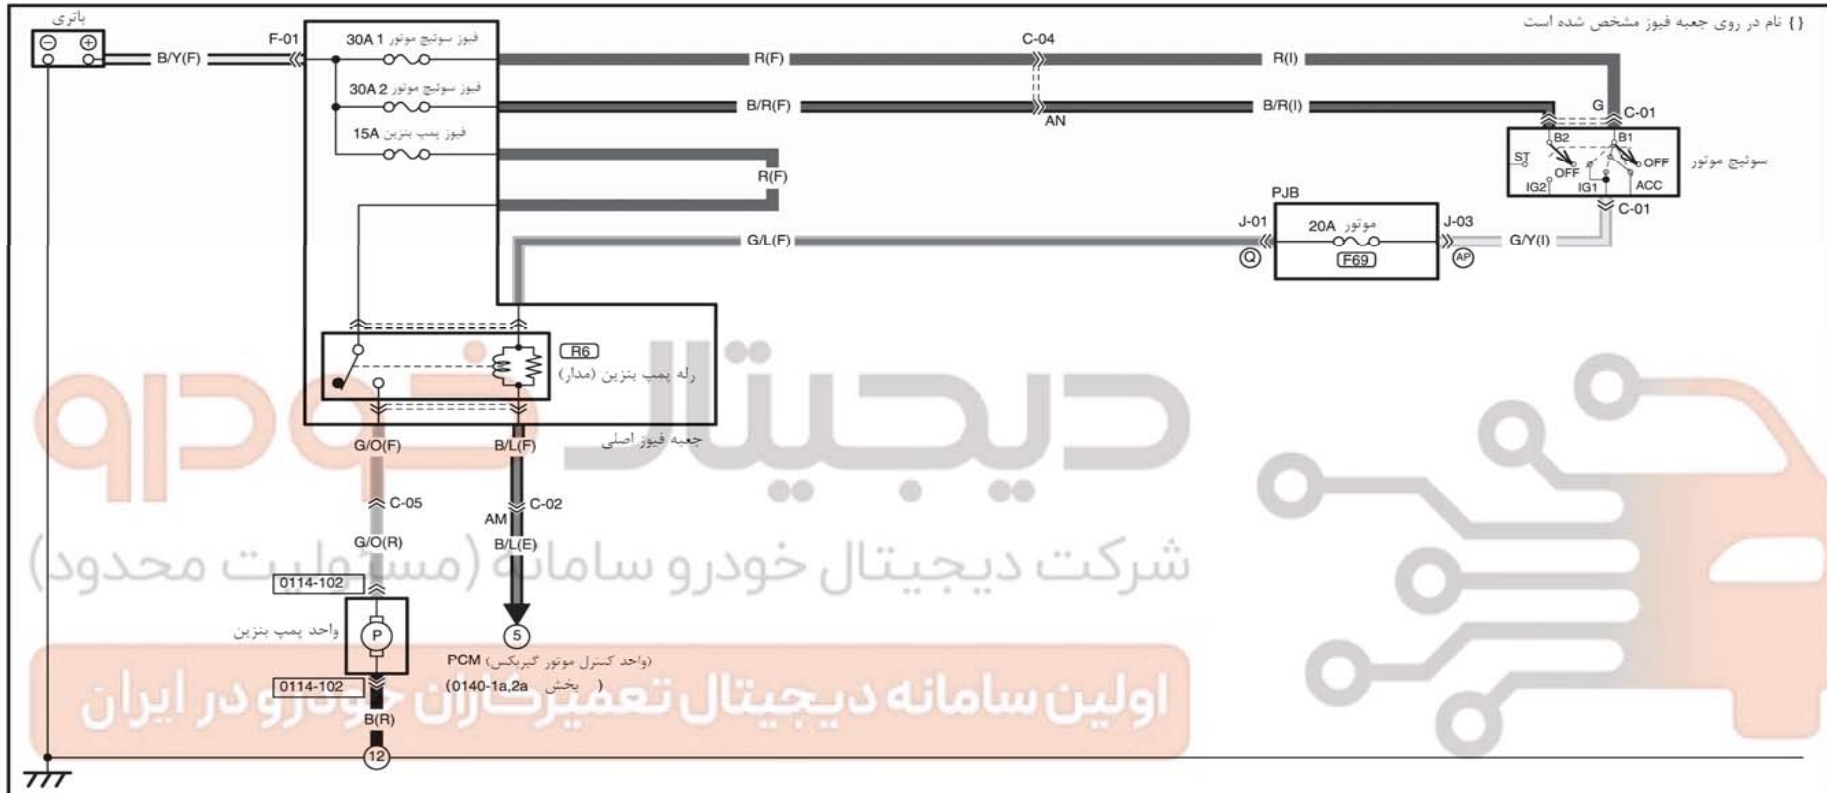 { } نام در روی جعبه فیوز مشخص شده است
باتری
F-01
B/Y(F)
فیوز سوئیچ موتور 30A 1
R(F)
C-04
R(I)
فیوز سوئیچ موتور 30A 2
B/R(F)
AN
B/R(I)
G
C-01
فیوز پمپ بنزین 15A
R(F)
B2
B1
ST
OFF
OFF
IG2
IG1
ACC
سوئیچ موتور
C-01
PJB
J-01
موتور 20A
J-03
G/L(F)
Q
F69
AP
G/Y(I)
R6
رله پمپ بنزین (مدار)
جعبه فیوز اصلی
دیجیتال خودرو
G/O(F)
B/L(F)
C-05
C-02
AM
G/O(R)
B/L(E)
شرکت دیجیتال خودرو سامانه (مسئولیت محدود)
0114-102
واحد پمپ بنزین
P
5
PCM (واحد کنترل موتور گیربکس)
0114-102
(0140-1a,2a بخش )
اولین سامانه دیجیتال تعمیرکاران خودرو در ایران
B(R)
12